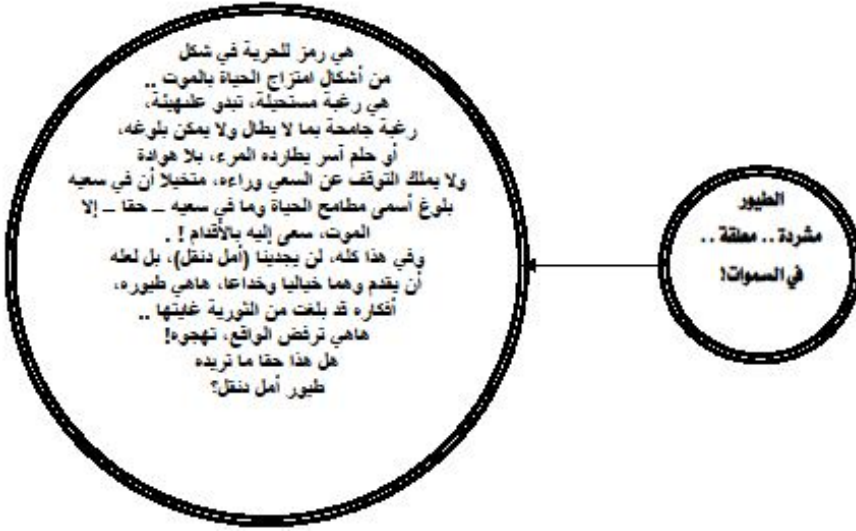 الطيور
مشردة .. معلقة ..
في السموات!
هي رمز للحرية في شكل
من أشكال امتزاج الحياة بالموت ..
هي رغبة مستحيلة، تبدو
رغبة جامحة بما لا يطال ولا يمكن بلوغه،
أو حلم آسر يطارده المرء، بلا هوادة
ولا يملك التوقف عن السعي وراءه، متخيلا أن في سعيه
بلوغ أسمى مطامح الحياة وما في سعيه – حقا – إلا
الموت، سعى إليه بالأقدام ! .
وفي هذا كله، لن يجدينا (أمل دنقل)، بل لعله
أن يقدم وهما خياليا وخداعا، هاهي طيوره،
أفكاره قد بلغت من الثورية غايتها ..
هاهي ترفض الواقع، تهجوه!
هل هذا حقا ما تريده
طيور أمل دنقل؟